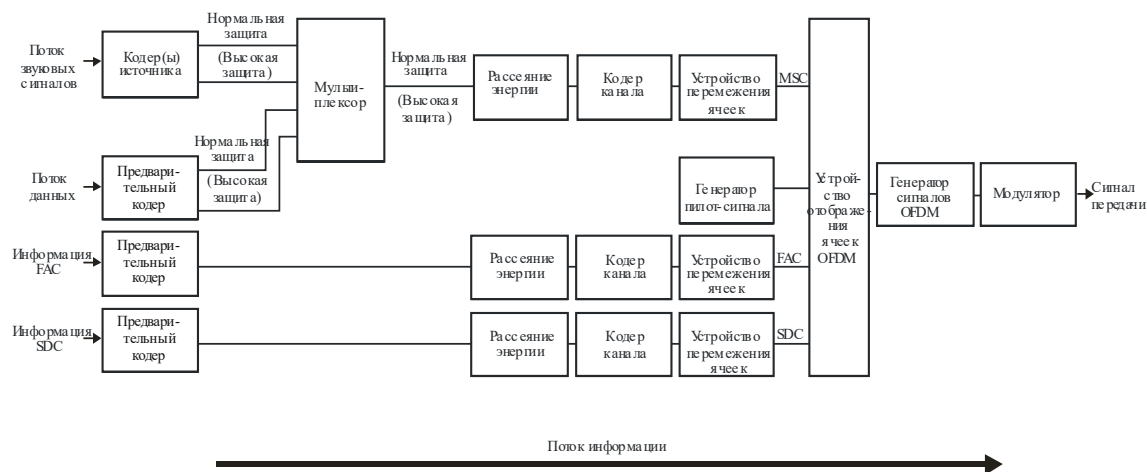 Поток
звуковых
сигналов
Кодер(ы)
источника
Нормальная
защита
(Высокая
защита)
Мульти-
плексор
Нормальная
защита
(Высокая
защита)
Рассеяние
энергии
Кодер
канала
Устройство
перемежения
ячеек
MSC
Поток
данных
Предвари-
тельный
кодер
Нормальная
защита
(Высокая
защита)
Генератор
пилот-сигнала
Устрой-
ство
отображе-
ния
ячеек
OFDM
Генератор
сигналов
OFDM
Модулятор
Сигнал
передачи
Информация
FAC
Предвари-
тельный
кодер
Рассеяние
энергии
Кодер
канала
Устройство
перемежения
ячеек
FAC
Информация
SDC
Предвари-
тельный
кодер
Рассеяние
энергии
Кодер
канала
Устройство
перемежения
ячеек
SDC
Поток информации